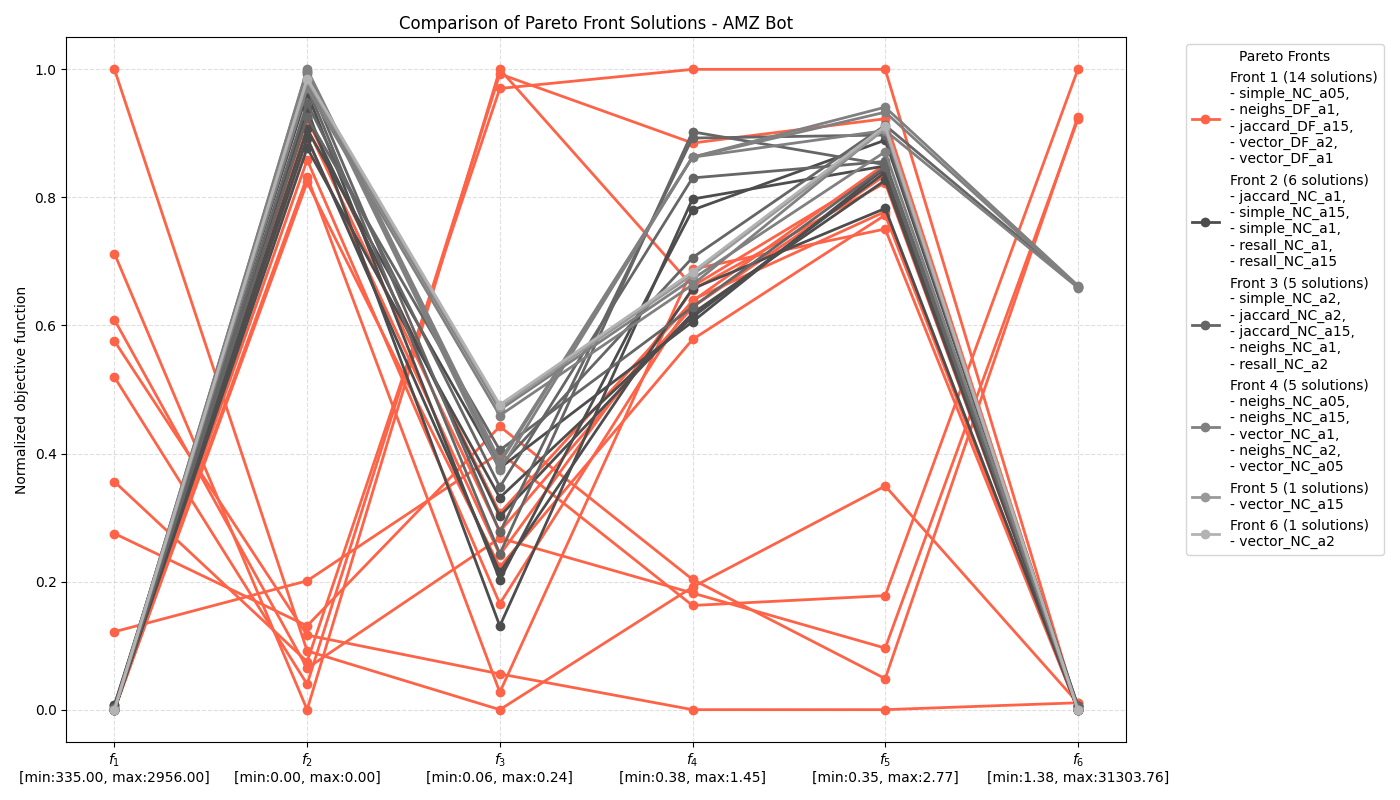 Comparison of Pareto Front Solutions - AMZ Bot
Normalized objective function
1.0
0.8
0.6
0.4
0.2
0.0
f1
[min:335.00, max:2956.00]
f2
[min:0.00, max:0.00]
f3
[min:0.06, max:0.24]
f4
[min:0.38, max:1.45]
f5
[min:0.35, max:2.77]
f6
[min:1.38, max:31303.76]
Pareto Fronts
Front 1 (14 solutions)
- simple_NC_a05,
- neighs_DF_a1,
- jaccard_DF_a15,
- vector_DF_a2,
- vector_DF_a1
Front 2 (6 solutions)
- jaccard_NC_a1,
- simple_NC_a15,
- simple_NC_a1,
- resall_NC_a1,
- resall_NC_a15
Front 3 (5 solutions)
- simple_NC_a2,
- jaccard_NC_a2,
- jaccard_NC_a15,
- neighs_NC_a1,
- resall_NC_a2
Front 4 (5 solutions)
- neighs_NC_a05,
- neighs_NC_a15,
- vector_NC_a1,
- neighs_NC_a2,
- vector_NC_a05
Front 5 (1 solutions)
- vector_NC_a15
Front 6 (1 solutions)
- vector_NC_a2